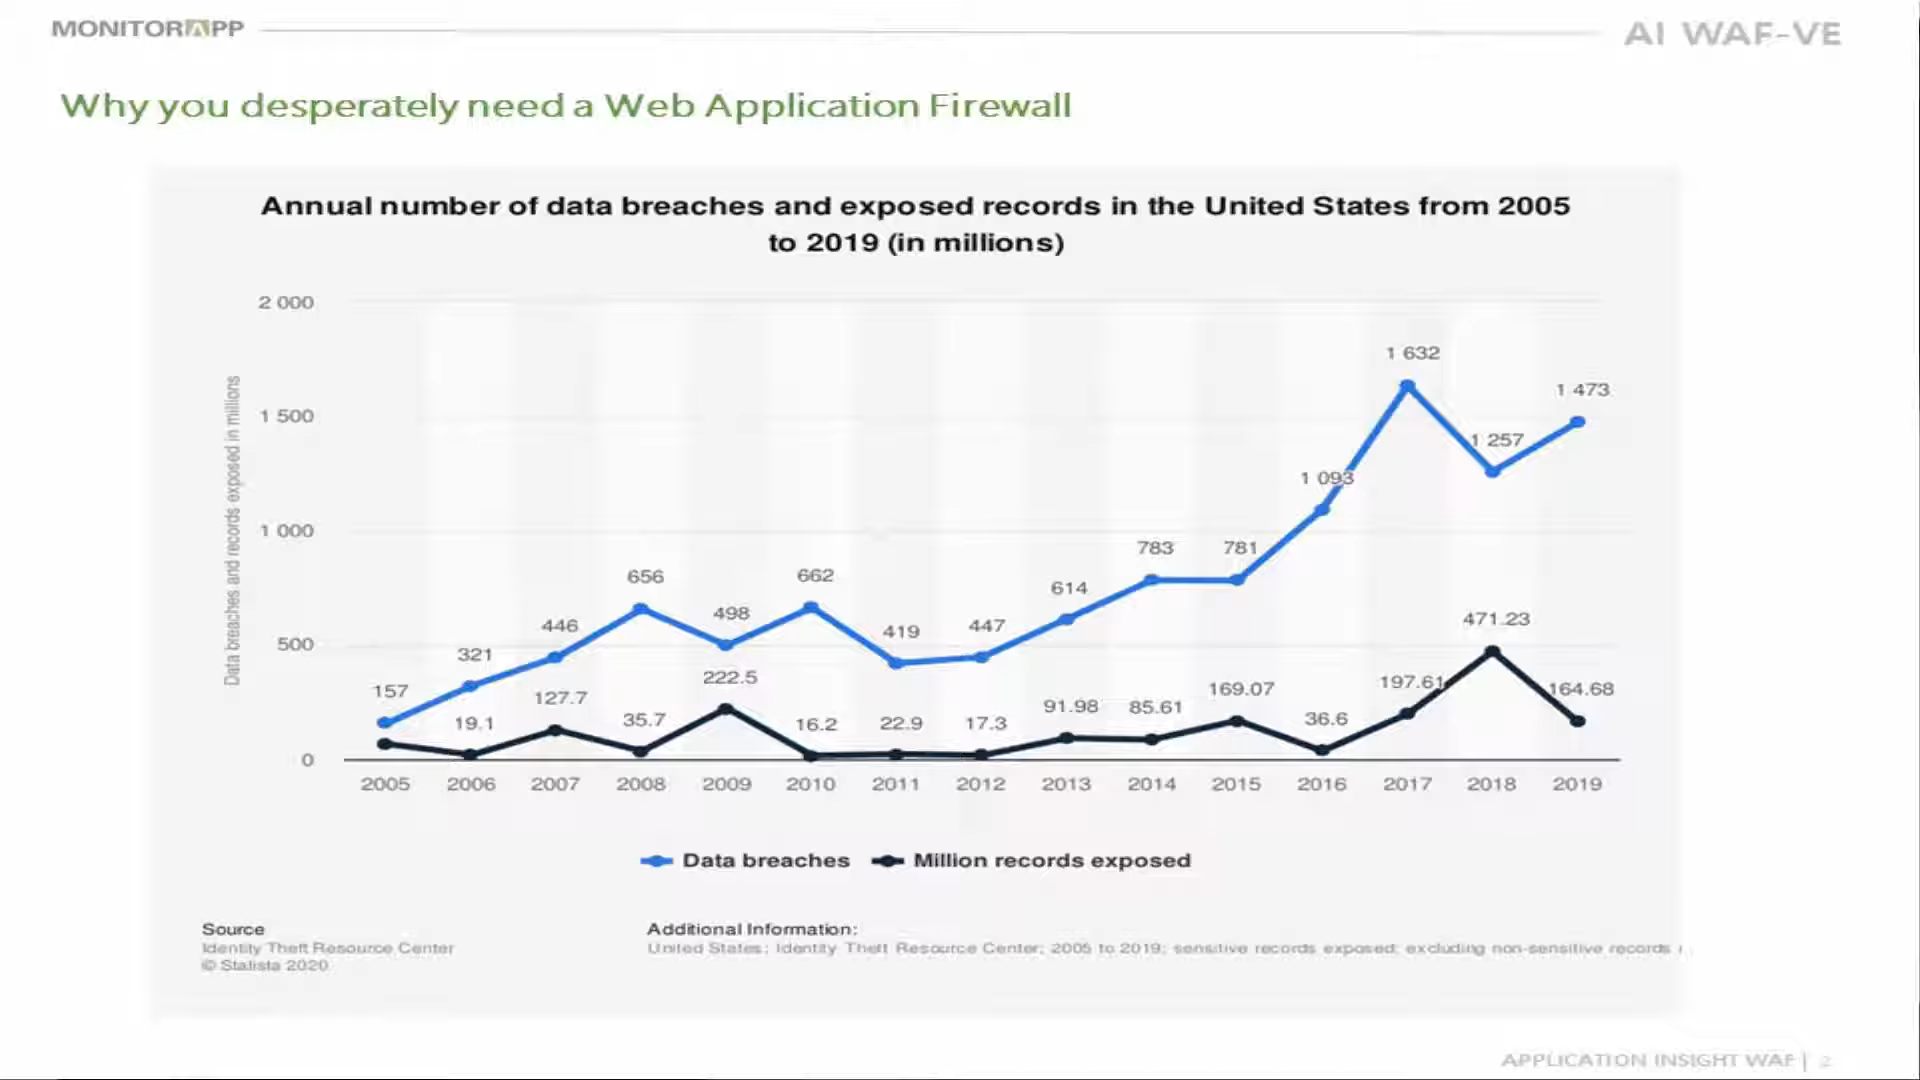 MONITORAPP
AI WAF-VE
Why you desperately need a Web Application Firewall
Annual number of data breaches and exposed records in the United States from 2005
to 2019 (in millions)
Data breaches and records exposed in millions
2 000
1 500
1 000
500
0
157
321
446
656
498
662
419
447
614
783
781
1 093
1 632
1 257
1 473
19.1
127.7
35.7
222.5
16.2
22.9
17.3
91.98
85.61
169.07
36.6
197.61
471.23
164.68
2005 2006 2007 2008 2009 2010 2011 2012 2013 2014 2015 2016 2017 2018 2019
Data breaches Million records exposed
Source
Identity Theft Resource Center
© Statista 2020
Additional Information:
United States; Identity Theft Resource Center; 2005 to 2019; sensitive records exposed; excluding non-sensitive records
APPLICATION INSIGHT WAF | 2